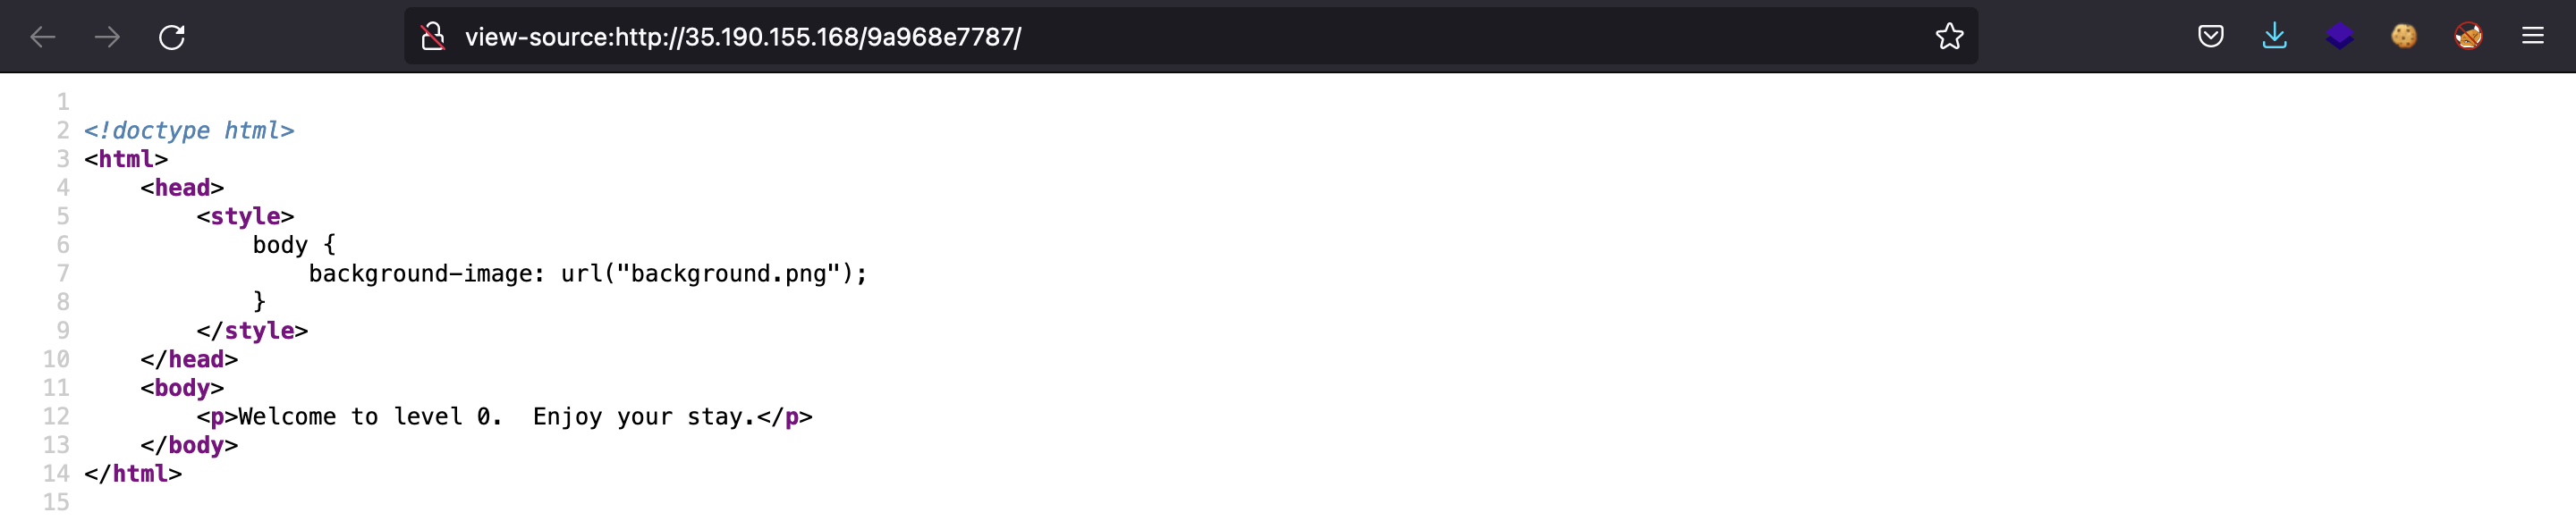 view-source:http://35.190.155.168/9a968e7787/
1
2 <!doctype html>
3 <html>
4     <head>
5         <style>
6             body {
7                 background-image: url("background.png");
8             }
9         </style>
10     </head>
11     <body>
12         <p>Welcome to level 0.  Enjoy your stay.</p>
13     </body>
14 </html>
15